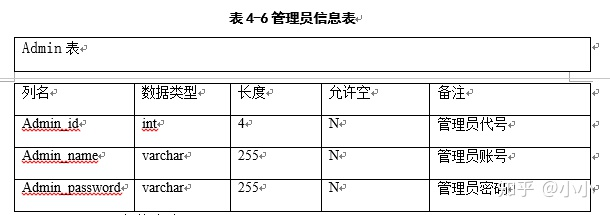 表 4-6 管理员信息表
Admin 表
列名 数据类型 长度 允许空 备注
Admin_id int 4 N 管理员代号
Admin_name varchar 255 N 管理员账号
Admin_password varchar 255 N 管理员密码
知乎 @小小